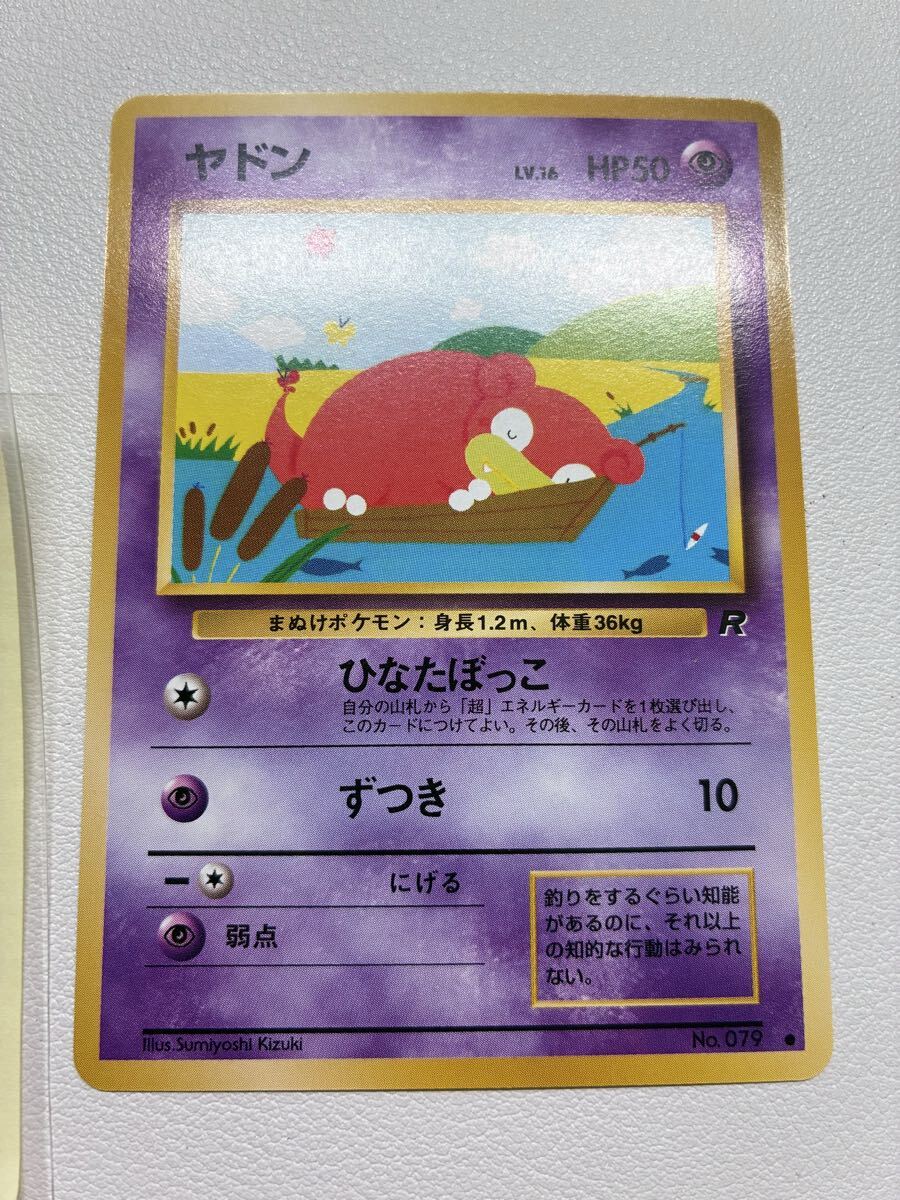 ヤドン LV.16 HP50
まぬけポケモン：身長1.2m、体重36kg R
ひなたぼっこ
自分の山札から「超」エネルギーカードを1枚選び出し、
このカードにつけてよい。その後、その山札をよく切る。
ずつき 10
にげる
弱点
釣りをするぐらい知能
があるのに、それ以上
の知的な行動はみられ
ない。
Illus.Sumiyoshi Kizuki No.079